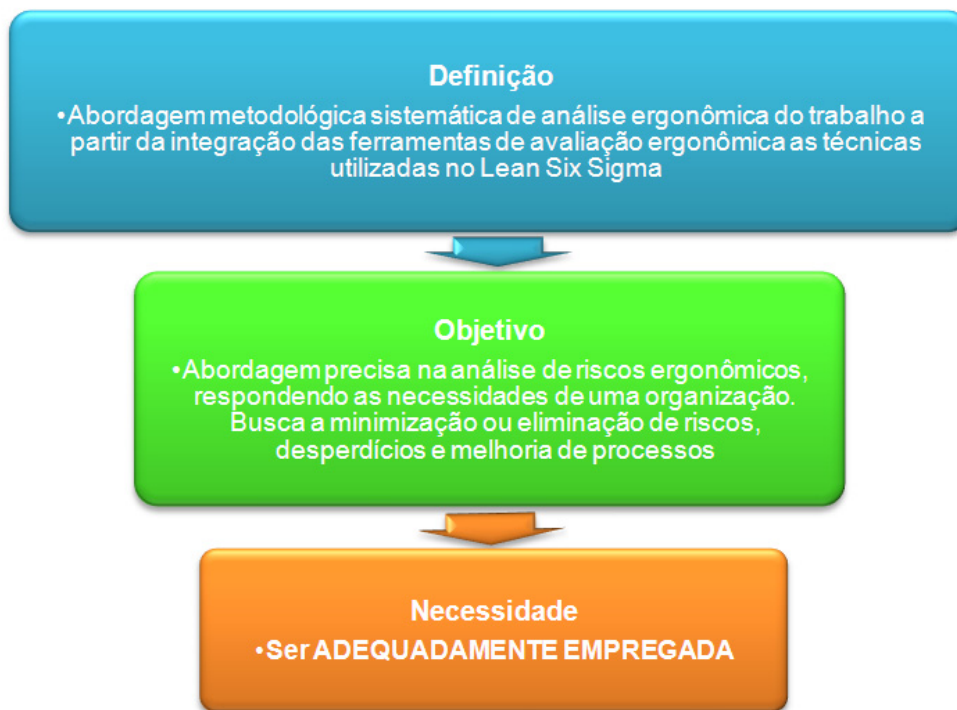 Definição
•Abordagem metodológica sistemática de análise ergonômica do trabalho a
partir da integração das ferramentas de avaliação ergonômica as técnicas
utilizadas no Lean Six Sigma
Objetivo
•Abordagem precisa na análise de riscos ergonômicos,
respondendo as necessidades de uma organização.
Busca a minimização ou eliminação de riscos,
desperdícios e melhoria de processos
Necessidade
•Ser ADEQUADAMENTE EMPREGADA